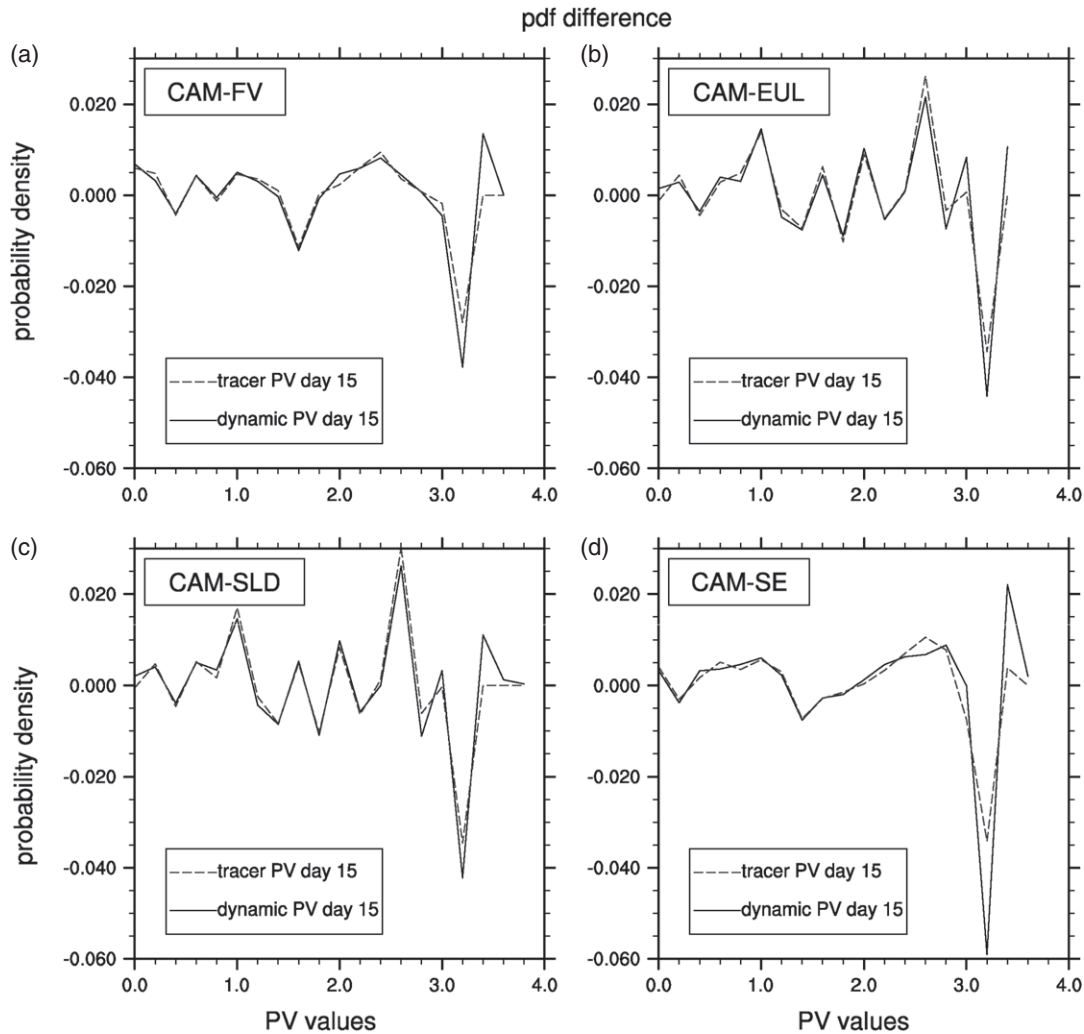 pdf difference
(a)
CAM-FV
probability density
0.020
0.000
-0.020
-0.040
-0.060
tracer PV day 15
dynamic PV day 15
0.0
1.0
2.0
3.0
4.0
(b)
CAM-EUL
0.020
0.000
-0.020
-0.040
-0.060
tracer PV day 15
dynamic PV day 15
0.0
1.0
2.0
3.0
4.0
(c)
CAM-SLD
probability density
0.020
0.000
-0.020
-0.040
-0.060
tracer PV day 15
dynamic PV day 15
0.0
1.0
2.0
3.0
4.0
PV values
(d)
CAM-SE
0.020
0.000
-0.020
-0.040
-0.060
tracer PV day 15
dynamic PV day 15
0.0
1.0
2.0
3.0
4.0
PV values